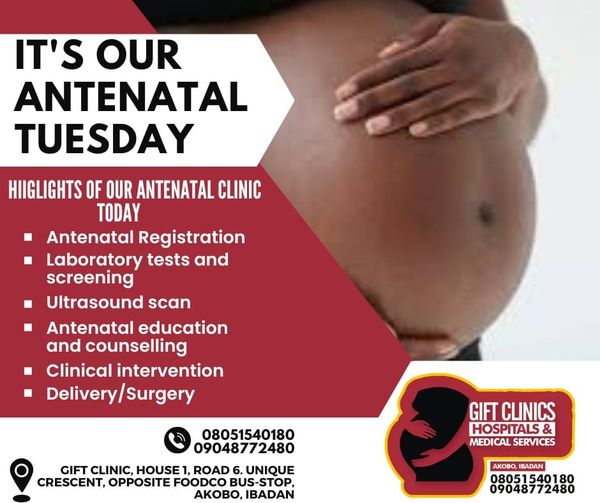 IT'S OUR
ANTENATAL
TUESDAY
HIIGLIGHTS OF OUR ANTENATAL CLINIC
TODAY
▪ Antenatal Registration
▪ Laboratory tests and
screening
▪ Ultrasound scan
▪ Antenatal education
and counselling
▪ Clinical intervention
▪ Delivery/Surgery
08051540180
09048772480
GIFT CLINIC, HOUSE 1, ROAD 6. UNIQUE
CRESCENT, OPPOSITE FOODCO BUS-STOP,
AKOBO, IBADAN
GIFT CLINICS
HOSPITALS &
MEDICAL SERVICES
AKOBO, IBADAN
08051540180
09048772480